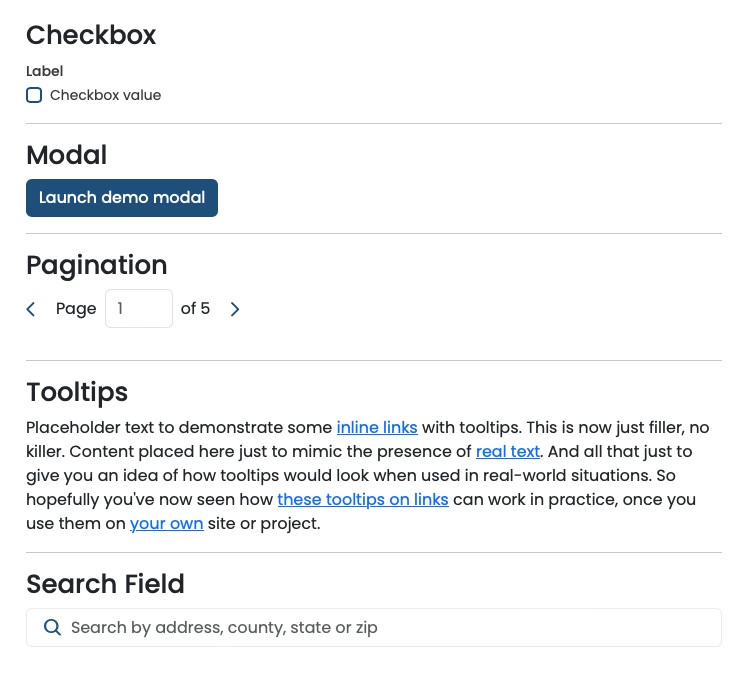 Checkbox
Label
Checkbox value
Modal
Launch demo modal
Pagination
Page 1 of 5
Tooltips
Placeholder text to demonstrate some inline links with tooltips. This is now just filler, no
killer. Content placed here just to mimic the presence of real text. And all that just to
give you an idea of how tooltips would look when used in real-world situations. So
hopefully you've now seen how these tooltips on links can work in practice, once you
use them on your own site or project.
Search Field
Search by address, county, state or zip